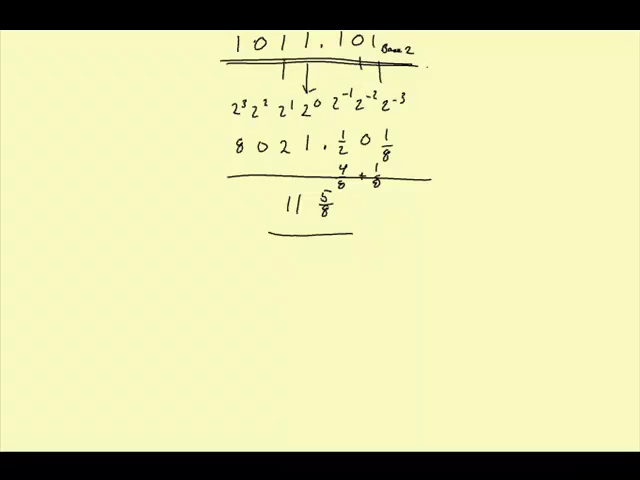 1011.101 Base 2
2³ 2² 2¹ 2⁰ 2⁻¹ 2⁻² 2⁻³
8 0 2 1 . 1/2 0 1/8
4/8 + 1/8
11 5/8